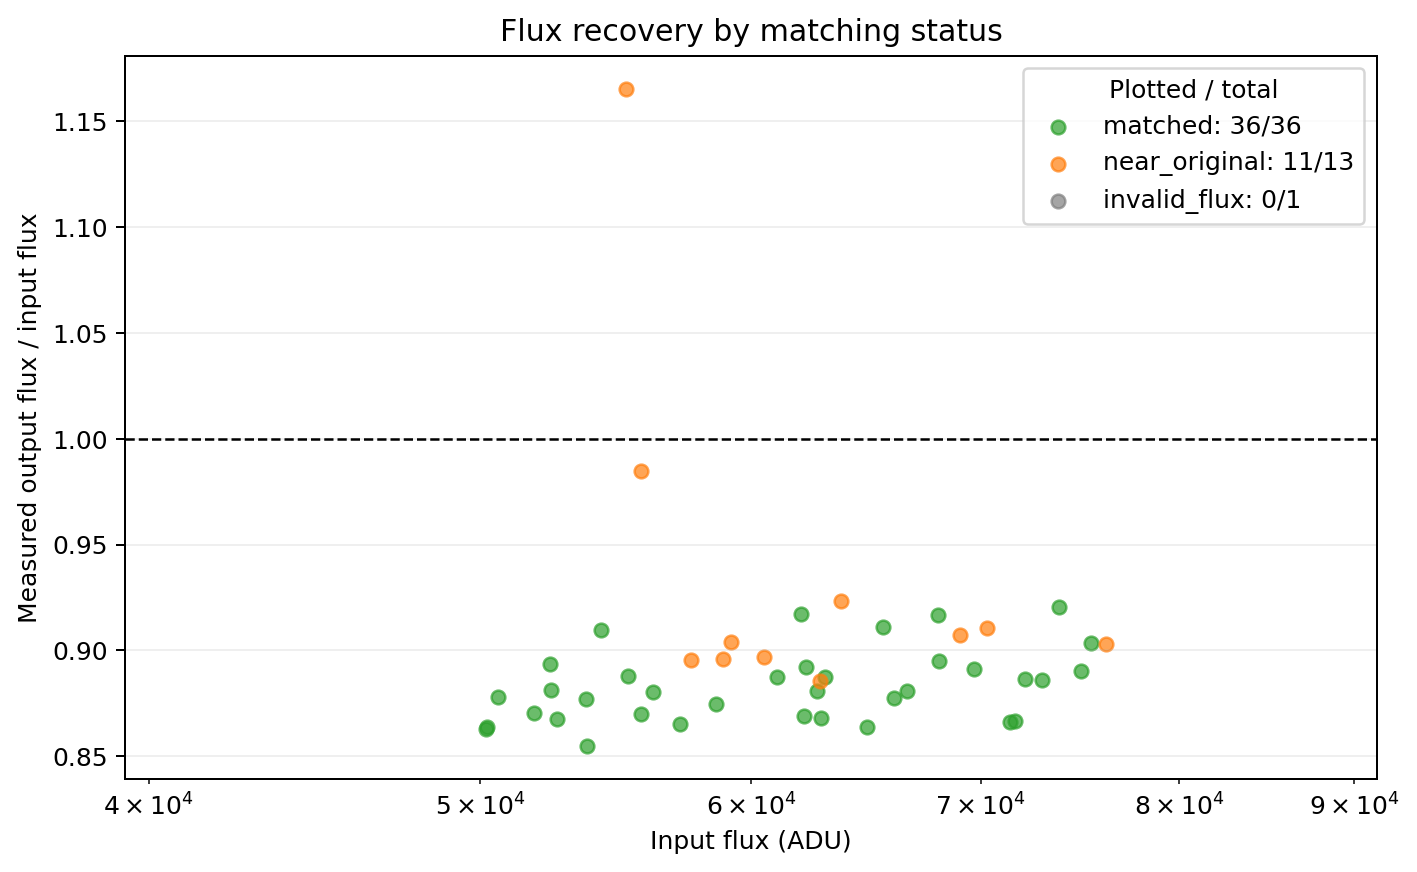 Flux recovery by matching status
Measured output flux / input flux
1.15
1.10
1.05
1.00
0.95
0.90
0.85
Plotted / total
matched: 36/36
near_original: 11/13
invalid_flux: 0/1
4 × 10⁴
5 × 10⁴
6 × 10⁴
7 × 10⁴
8 × 10⁴
9 × 10⁴
Input flux (ADU)